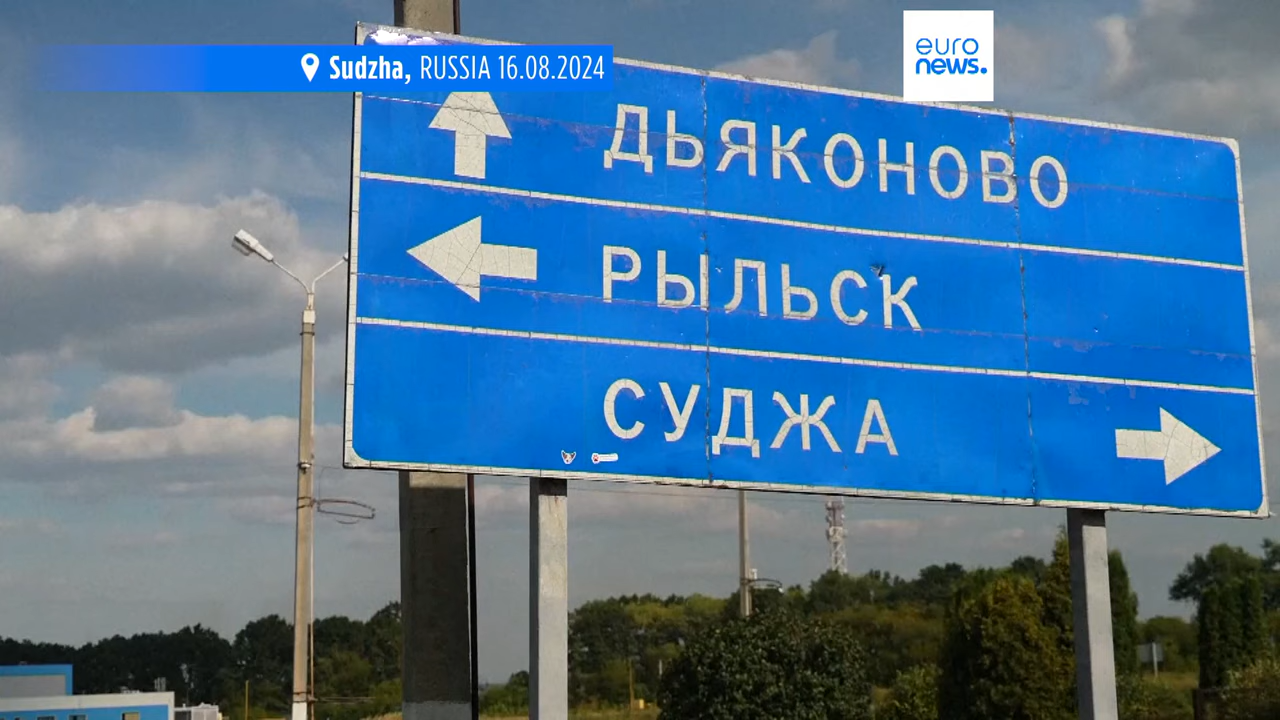 Sudzha, RUSSIA 16.08.2024
euro
news.
ДЬЯКОНОВО
РЫЛЬСК
СУДЖА